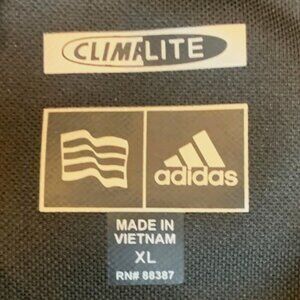 CLIMALITE
adidas
MADE IN
VIETNAM
XL
RN# 88387